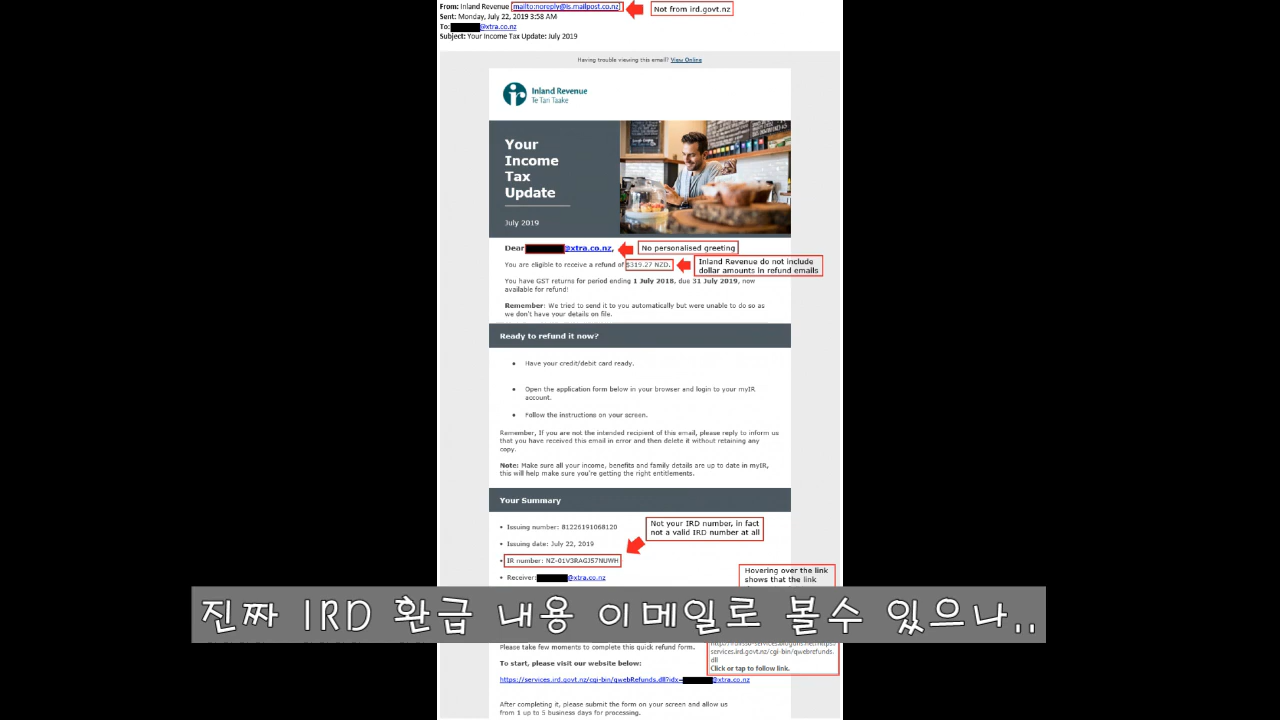 From: Inland Revenue [mailto:noreply@is.mailpost.co.nz]
Not from ird.govt.nz
Sent: Monday, July 22, 2019 3:58 AM
To: @xtra.co.nz
Subject: Your Income Tax Update: July 2019
Having trouble viewing this email? View Online
ir Inland Revenue
Te Tari Taake
Your
Income
Tax
Update
July 2019
Dear @xtra.co.nz,
No personalised greeting
You are eligible to receive a refund of $319.27 NZD.
Inland Revenue do not include
dollar amounts in refund emails
You have GST returns for period ending 1 July 2018, due 31 July 2019, now
available for refund!
Remember: We tried to send it to you automatically but were unable to do so as
we don't have your details on file.
Ready to refund it now?
• Have your credit/debit card ready.
• Open the application form below in your browser and login to your myIR
account.
• Follow the instructions on your screen.
Remember, If you are not the intended recipient of this email, please reply to inform us
that you have received this email in error and then delete it without retaining any
copy.
Note: Make sure all your income, benefits and family details are up to date in myIR,
this will help make sure you're getting the right entitlements.
Your Summary
• Issuing number: 81226191068120
Not your IRD number, in fact
not a valid IRD number at all
• Issuing date: July 22, 2019
• IR number: NZ-01V3RAGJ57NUWH
• Receiver: @xtra.co.nz
Hovering over the link
shows that the link
진짜 IRD 환급 내용 이메일로 볼수 있으나..
services.ird.govt.nz/cgi-bin/qwebrefunds.
dll
Click or tap to follow link.
Please take few moments to complete this quick refund form.
To start, please visit our website below:
https://services.ird.govt.nz/cgi-bin/qwebRefunds.dll?idx= @xtra.co.nz
After completing it, please submit the form on your screen and allow us
from 1 up to 5 business days for processing.